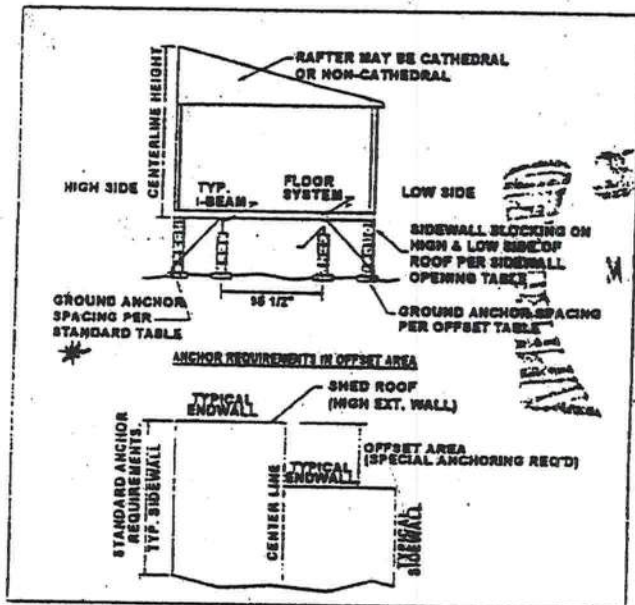 RAFTER MAY BE CATHEDRAL
OR NON-CATHEDRAL
CENTERLINE HEIGHT
HIGH SIDE
TYP.
I-BEAM
FLOOR
SYSTEM
LOW SIDE
SIDEWALL BLOCKING ON
HIGH & LOW SIDE OF
ROOF PER SIDEWALL
OPENING TABLE
GROUND ANCHOR
SPACING PER
STANDARD TABLE
1/2"
GROUND ANCHOR SPACING
PER OFFSET TABLE
ANCHOR REQUIREMENTS IN OFFSET AREA
TYPICAL
ENDWALL
SHED ROOF
(HIGH EXT. WALL)
STANDARD ANCHOR
REQUIREMENTS.
TYP. SIDEWALL
CENTER LINE
TYPICAL
ENDWALL
OFFSET AREA
(SPECIAL ANCHORING REQ'D)
TYPICAL
SIDEWALL